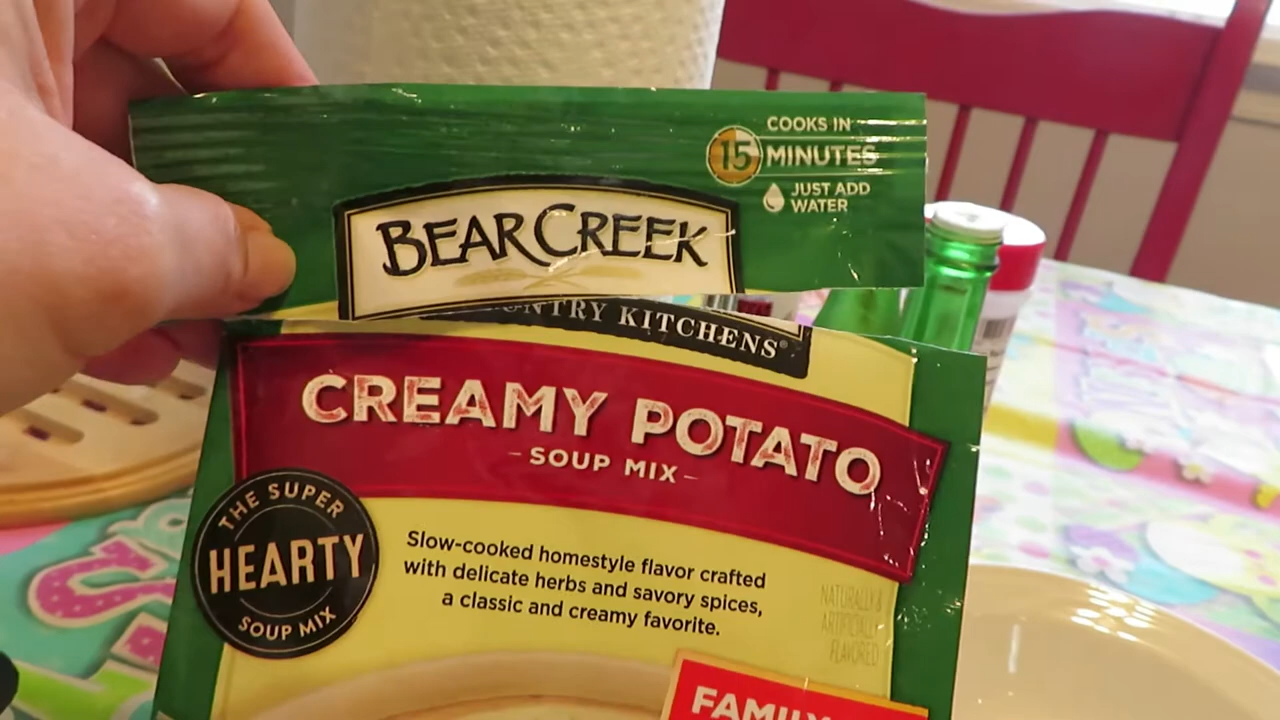 COOKS IN
15 MINUTES
JUST ADD
WATER
BEAR CREEK
KITCHENS®
CREAMY POTATO
-SOUP MIX-
THE SUPER
HEARTY
SOUP MIX
Slow-cooked homestyle flavor crafted
with delicate herbs and savory spices,
a classic and creamy favorite.
NATURALLY &
ARTIFICIALLY
FLAVORED